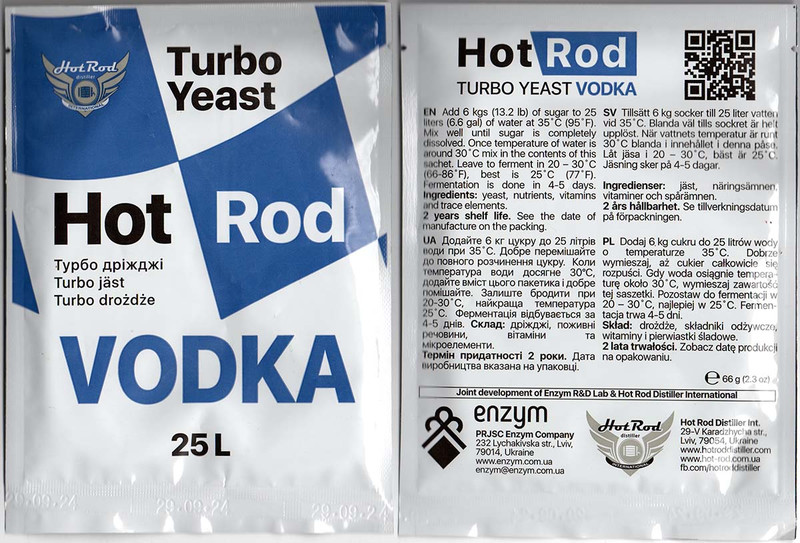 Hot Rod
distiller
INTERNATIONAL
Turbo
Yeast
Hot Rod
Турбо дріжджі
Turbo jäst
Turbo drożdże
VODKA
25 L
29.09.24 29.09.24 29.09.24
Hot Rod
TURBO YEAST VODKA
EN Add 6 kgs (13.2 lb) of sugar to 25
liters (6.6 gal) of water at 35˚C (95˚F).
Mix well until sugar is completely
dissolved. Once temperature of water is
around 30˚C mix in the contents of this
sachet. Leave to ferment in 20 – 30˚C
(66-86˚F), best is 25˚C (77˚F).
Fermentation is done in 4-5 days.
Ingredients: yeast, nutrients, vitamins
and trace elements.
2 years shelf life. See the date of
manufacture on the packing.
SV Tillsätt 6 kg socker till 25 liter vatten
vid 35˚C. Blanda väl tills sockret är helt
upplöst. När vattnets temperatur är runt
30˚C blanda i innehållet i denna påse.
Låt jäsa i 20 – 30˚C, bäst är 25˚C.
Jäsning sker på 4-5 dagar.
Ingredienser: jäst, näringsämnen,
vitaminer och spårämnen.
2 års hållbarhet. Se tillverkningsdatum
på förpackningen.
UA Додайте 6 кг цукру до 25 літрів
води при 35˚C. Добре перемішайте
до повного розчинення цукру. Коли
температура води досягне 30°C,
додайте вміст цього пакетика і добре
помішайте. Залиште бродити при
20-30˚C, найкраща температура
25˚C. Ферментація відбувається за
4-5 днів. Склад: дріжджі, поживні
речовини, вітаміни та
мікроелементи.
Термін придатності 2 роки. Дата
виробництва вказана на упаковці.
PL Dodaj 6 kg cukru do 25 litrów wody
o temperaturze 35˚C. Dobrze
wymieszaj, aż cukier całkowicie się
rozpuści. Gdy woda osiągnie tempera-
turę około 30˚C, wymieszaj zawartość
tej saszetki. Pozostaw do fermentacji w
20 – 30˚C, najlepiej w 25˚C. Fermen-
tacja trwa 4-5 dni.
Skład: drożdże, składniki odżywcze,
witaminy i pierwiastki śladowe.
2 lata trwałości. Zobacz datę produkcji
na opakowaniu.
℮ 66 g (2.3 oz)
Joint development of Enzym R&D Lab & Hot Rod Distiller International
enzym
PRJSC Enzym Company
232 Lychakivska str., Lviv,
79014, Ukraine
www.enzym.com.ua
enzym@enzym.com.ua
Hot Rod
distiller
INTERNATIONAL
Hot Rod Distiller Int.
29-V Karadzhycha str.,
Lviv, 79054, Ukraine
www.hotroddistiller.com
www.hot-rod.com.ua
fb.com/hotroddistiller